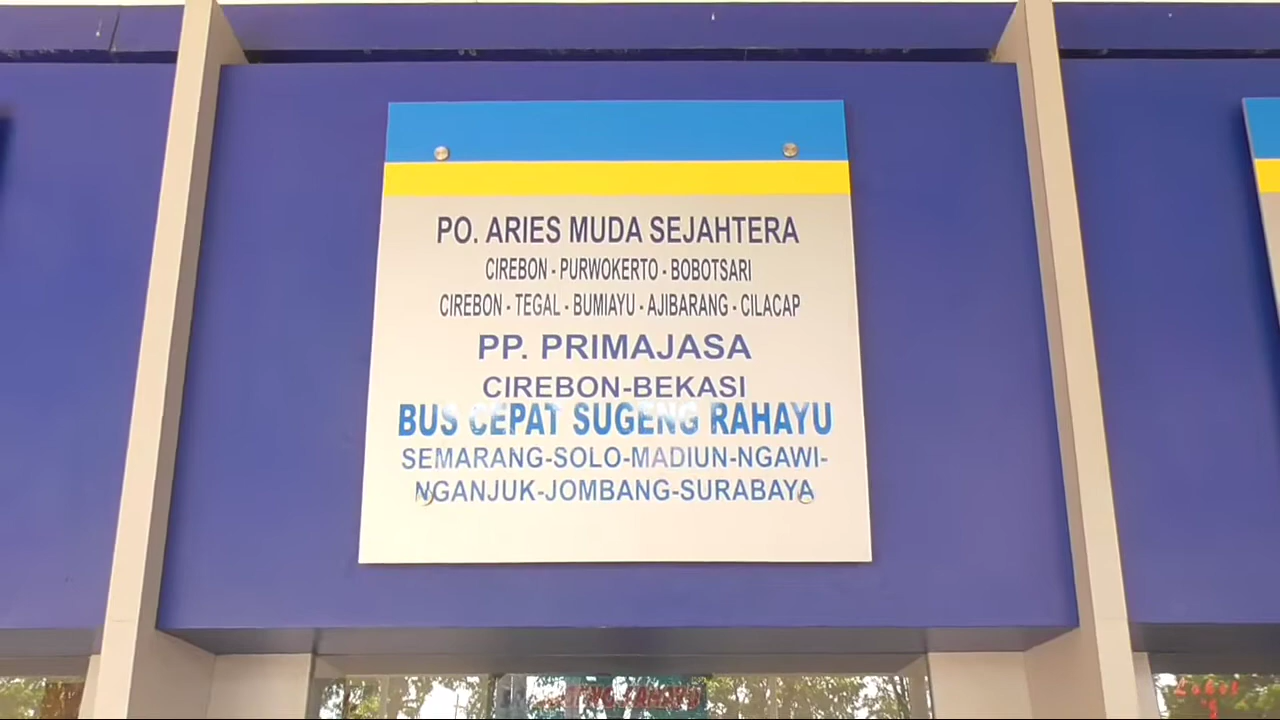 PO. ARIES MUDA SEJAHTERA
CIREBON - PURWOKERTO - BOBOTSARI
CIREBON - TEGAL - BUMIAYU - AJIBARANG - CILACAP
PP. PRIMAJASA
CIREBON-BEKASI
BUS CEPAT SUGENG RAHAYU
SEMARANG-SOLO-MADIUN-NGAWI-
NGANJUK-JOMBANG-SURABAYA
Loket